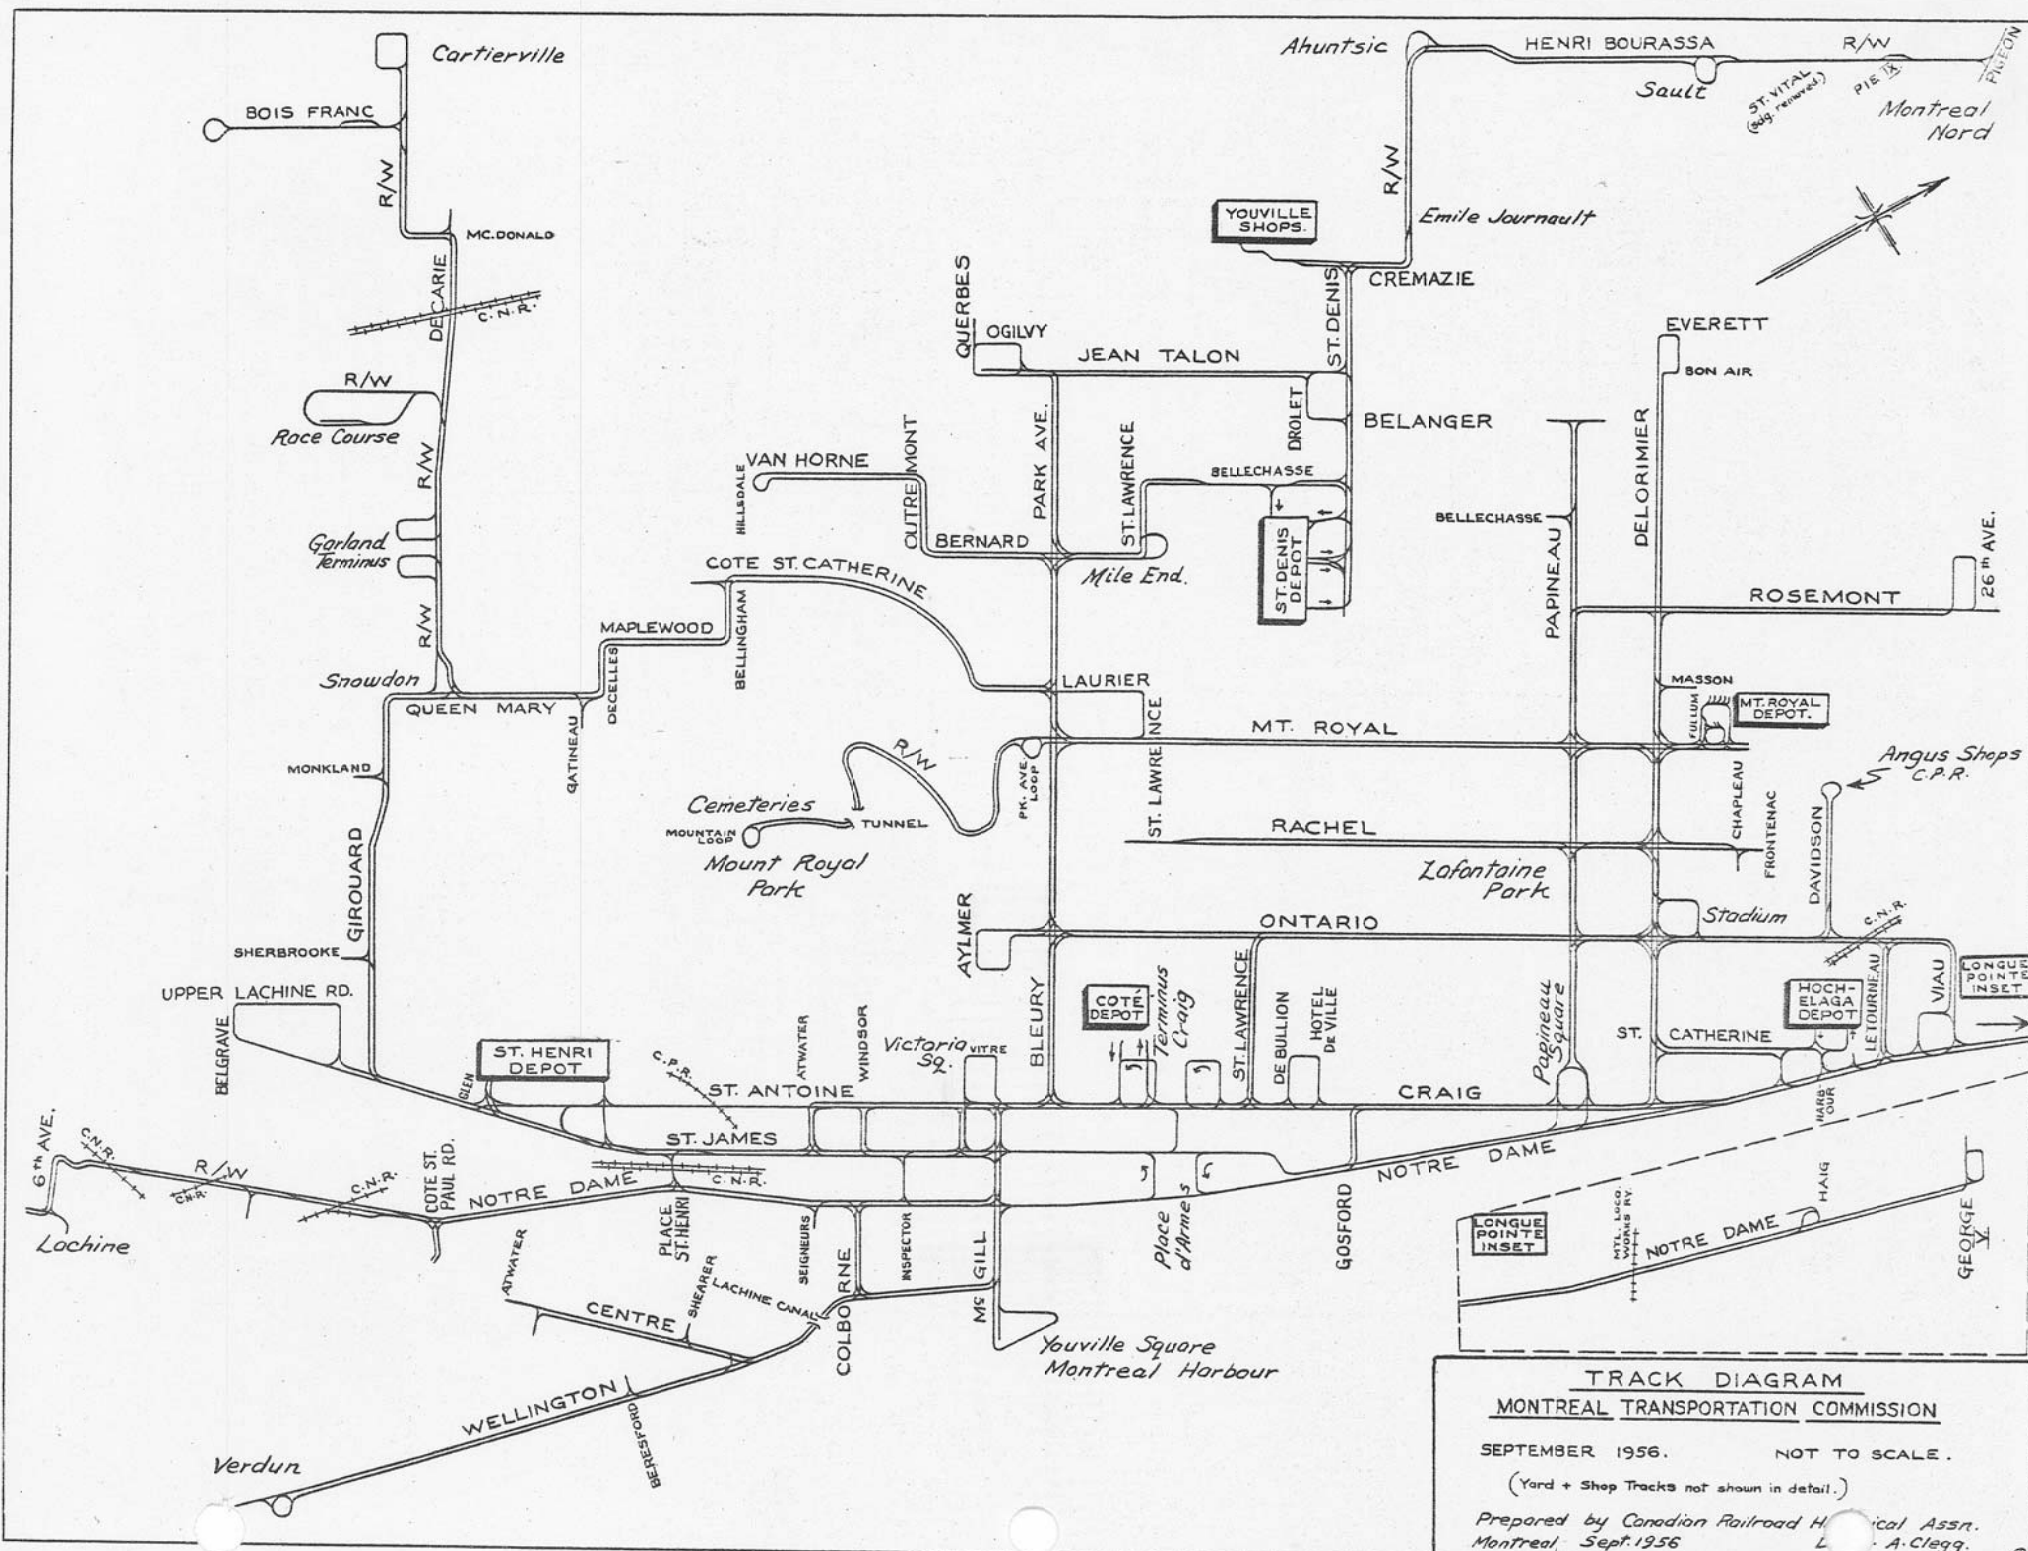 Cartierville
BOIS FRANC
R/W
MC.DONALD
DECARIE
C.N.R.
R/W
Race Course
R/W
Garland
Terminus
R/W
Snowdon
QUEEN MARY
GATINEAU
DECELLES
MAPLEWOOD
BELLINGHAM
COTE ST. CATHERINE
HILLSDALE
VAN HORNE
OUTREMONT
BERNARD
Mile End.
PARK AVE.
ST. LAWRENCE
QUERBES
OGILVY
JEAN TALON
DROLET
ST. DENIS
BELLECHASSE
ST. DENIS
DEPOT
BELANGER
YOUVILLE
SHOPS.
CREMAZIE
Emile Journault
R/W
Ahuntsic
HENRI BOURASSA
Sault
R/W
ST. VITAL
(sdg. removed)
PIE IX.
PIGEON
Montreal
Nord
EVERETT
BON AIR
DELORIMIER
BELLECHASSE
PAPINEAU
ROSEMONT
26th AVE.
MASSON
FULLUM
MT. ROYAL
DEPOT.
LAURIER
ST. LAWRENCE
MT. ROYAL
R/W
PK. AVE.
LOOP
Cemeteries
MOUNTAIN
LOOP
TUNNEL
Mount Royal
Park
RACHEL
Lafontaine
Park
CHAPLEAU
FRONTENAC
Angus Shops
C.P.R.
DAVIDSON
C.N.R.
MONKLAND
GIROUARD
SHERBROOKE
UPPER LACHINE RD.
BELGRAVE
GLEN
ST. HENRI
DEPOT
C.P.R.
ST. ANTOINE
ATWATER
WINDSOR
Victoria
Sq.
VITRE
AYLMER
BLEURY
ONTARIO
Stadium
COTÉ
DEPOT
Terminus
Craig
ST. LAWRENCE
DE BULLION
HOTEL
DE VILLE
CRAIG
Papineau
Square
ST. CATHERINE
HOCH-
ELAGA
DEPOT
LETOURNEAU
VIAU
LONGUE
POINTE
INSET
HARB-
OUR
6th AVE.
C.N.R.
R/W
C.N.R.
C.N.R.
Lachine
COTE ST.
PAUL RD.
NOTRE DAME
ST. JAMES
C.N.R.
PLACE
ST. HENRI
SEIGNEURS
COLBORNE
INSPECTOR
McGILL
Place
d'Armes
GOSFORD
NOTRE DAME
ATWATER
CENTRE
SHEARER
LACHINE CANAL
Youville Square
Montreal Harbour
WELLINGTON
BERESFORD
Verdun
LONGUE
POINTE
INSET
MTL. LOCO.
WORKS RY.
NOTRE DAME
HAIG
GEORGE
V.
TRACK DIAGRAM
MONTREAL TRANSPORTATION COMMISSION
SEPTEMBER 1956. NOT TO SCALE.
(Yard + Shop Tracks not shown in detail.)
Prepared by Canadian Railroad H ical Assn.
Montreal, Sept. 1956 A. Clegg.